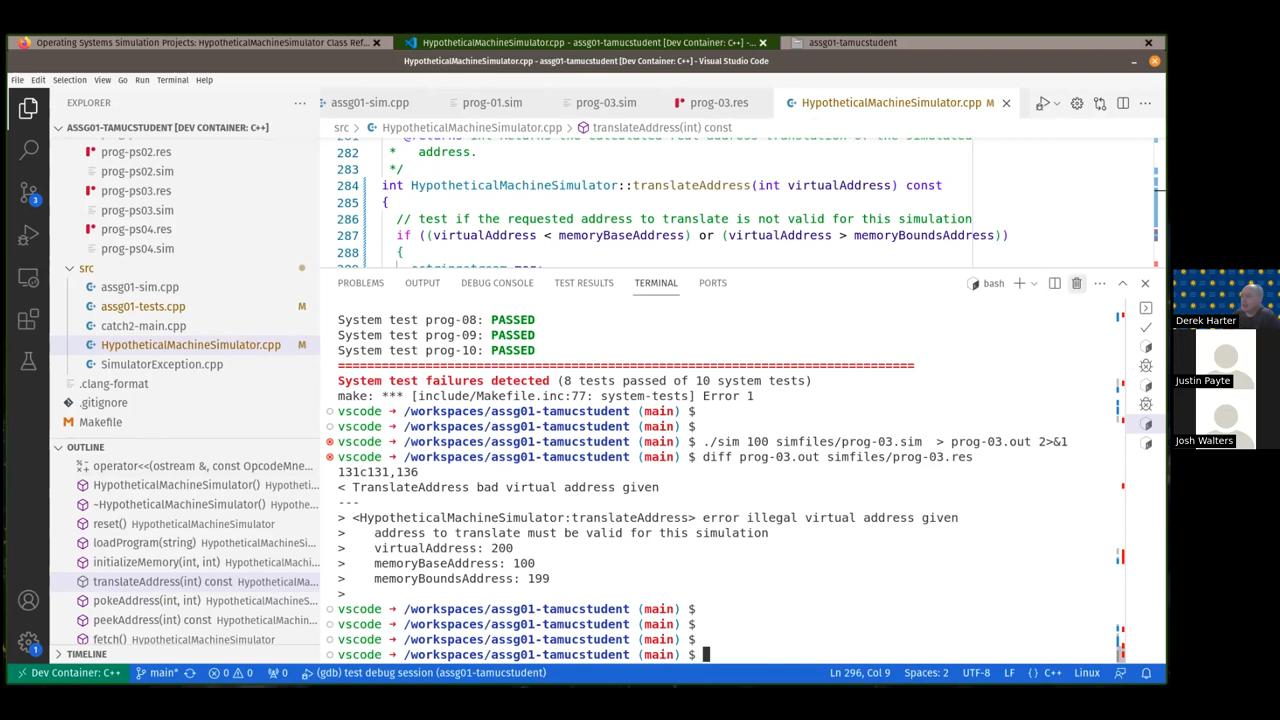 Operating Systems Simulation Projects: HypotheticalMachineSimulator Class Ref...
HypotheticalMachineSimulator.cpp - assg01-tamucstudent [Dev Container: C++] -...
assg01-tamucstudent
HypotheticalMachineSimulator.cpp - assg01-tamucstudent [Dev Container: C++] - Visual Studio Code
File Edit Selection View Go Run Terminal Help
EXPLORER
assg01-sim.cpp
prog-01.sim
prog-03.sim
prog-03.res
HypotheticalMachineSimulator.cpp M
ASSG01-TAMUCSTUDENT [DEV CONTAINER: C++]
src > HypotheticalMachineSimulator.cpp > translateAddress(int) const
prog-ps02.res
prog-ps02.sim
prog-ps03.res
prog-ps03.sim
prog-ps04.res
prog-ps04.sim
src
assg01-sim.cpp
assg01-tests.cpp M
catch2-main.cpp
HypotheticalMachineSimulator.cpp M
SimulatorException.cpp
.clang-format
.gitignore
Makefile
282 * address.
283 */
284 int HypotheticalMachineSimulator::translateAddress(int virtualAddress) const
285 {
286 // test if the requested address to translate is not valid for this simulation
287 if ((virtualAddress < memoryBaseAddress) or (virtualAddress > memoryBoundsAddress))
288 {
PROBLEMS OUTPUT DEBUG CONSOLE TEST RESULTS TERMINAL PORTS
bash
System test prog-08: PASSED
System test prog-09: PASSED
System test prog-10: PASSED
================================================================================
System test failures detected (8 tests passed of 10 system tests)
make: *** [include/Makefile.inc:77: system-tests] Error 1
vscode → /workspaces/assg01-tamucstudent (main) $
vscode → /workspaces/assg01-tamucstudent (main) $
vscode → /workspaces/assg01-tamucstudent (main) $ ./sim 100 simfiles/prog-03.sim > prog-03.out 2>&1
vscode → /workspaces/assg01-tamucstudent (main) $ diff prog-03.out simfiles/prog-03.res
131c131,136
< TranslateAddress bad virtual address given
---
> <HypotheticalMachineSimulator:translateAddress> error illegal virtual address given
> address to translate must be valid for this simulation
> virtualAddress: 200
> memoryBaseAddress: 100
> memoryBoundsAddress: 199
>
vscode → /workspaces/assg01-tamucstudent (main) $
vscode → /workspaces/assg01-tamucstudent (main) $
vscode → /workspaces/assg01-tamucstudent (main) $
vscode → /workspaces/assg01-tamucstudent (main) $
OUTLINE
operator<<(ostream &, const OpcodeMne...
HypotheticalMachineSimulator() Hypothe...
~HypotheticalMachineSimulator() Hypoth...
reset() HypotheticalMachineSimulator
loadProgram(string) HypotheticalMachineS...
initializeMemory(int, int) HypotheticalMac...
translateAddress(int) const HypotheticalMa...
pokeAddress(int, int) HypotheticalMachineS...
peekAddress(int) const HypotheticalMachi...
fetch() HypotheticalMachineSimulator
TIMELINE
Dev Container: C++ main* 0 0 0 (gdb) test debug session (assg01-tamucstudent)
Ln 296, Col 9 Spaces: 2 UTF-8 LF {} C++ Linux
3
1
Derek Harter
Justin Payte
Josh Walters